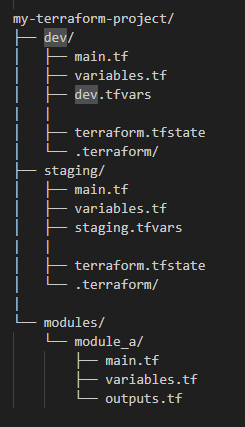 my-terraform-project/
├── dev/
│   ├── main.tf
│   ├── variables.tf
│   ├── dev.tfvars
│   |
│   ├── terraform.tfstate
│   └── .terraform/
├── staging/
│   ├── main.tf
│   ├── variables.tf
│   ├── staging.tfvars
|   |
│   ├── terraform.tfstate
│   └── .terraform/
|
└── modules/
    └── module_a/
        ├── main.tf
        ├── variables.tf
        └── outputs.tf